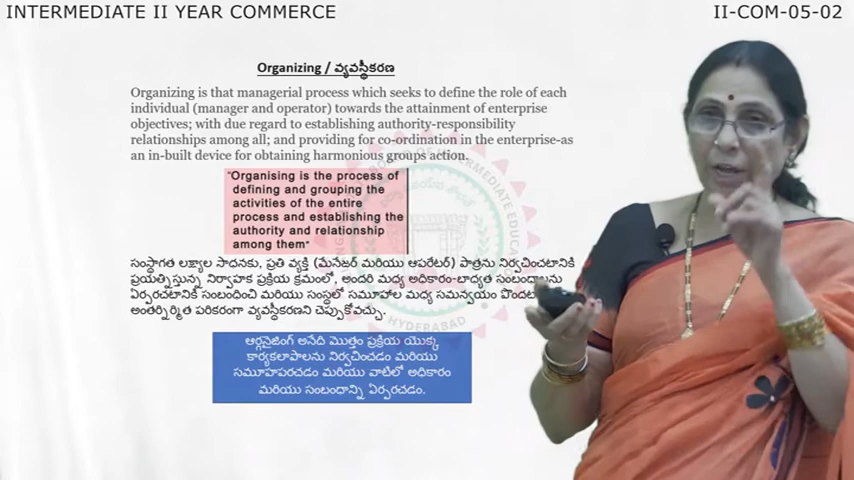 INTERMEDIATE II YEAR COMMERCE
II-COM-05-02
Organizing / వ్యవస్థీకరణ
Organizing is that managerial process which seeks to define the role of each
individual (manager and operator) towards the attainment of enterprise
objectives; with due regard to establishing authority-responsibility
relationships among all; and providing for co-ordination in the enterprise-as
an in-built device for obtaining harmonious groups action.
"Organising is the process of
defining and grouping the
activities of the entire
process and establishing the
authority and relationship
among them"
సంస్థాగత లక్ష్యాల సాధనకు, ప్రతి వ్యక్తి (మేనేజర్ మరియు ఆపరేటర్) పాత్రను నిర్వచించటానికి
ప్రయత్నిస్తున్న నిర్వాహక ప్రక్రియ క్రమంలో, అందరి మధ్య అధికారం-బాధ్యత
ఏర్పరచటానికి సంబంధించి మరియు సంస్థలో సమూహాల మధ్య సమన్వయం
అంతర్నిర్మిత పరికరంగా వ్యవస్థీకరణని చెప్పుకోవచ్చు.
ఆర్గనైజింగ్ అనేది మొత్తం ప్రక్రియ యొక్క
కార్యకలాపాలను నిర్వచించడం మరియు
సమూహపరచడం మరియు వాటిలో అధికారం
మరియు సంబంధాన్ని ఏర్పరచడం.
HYDERABAD